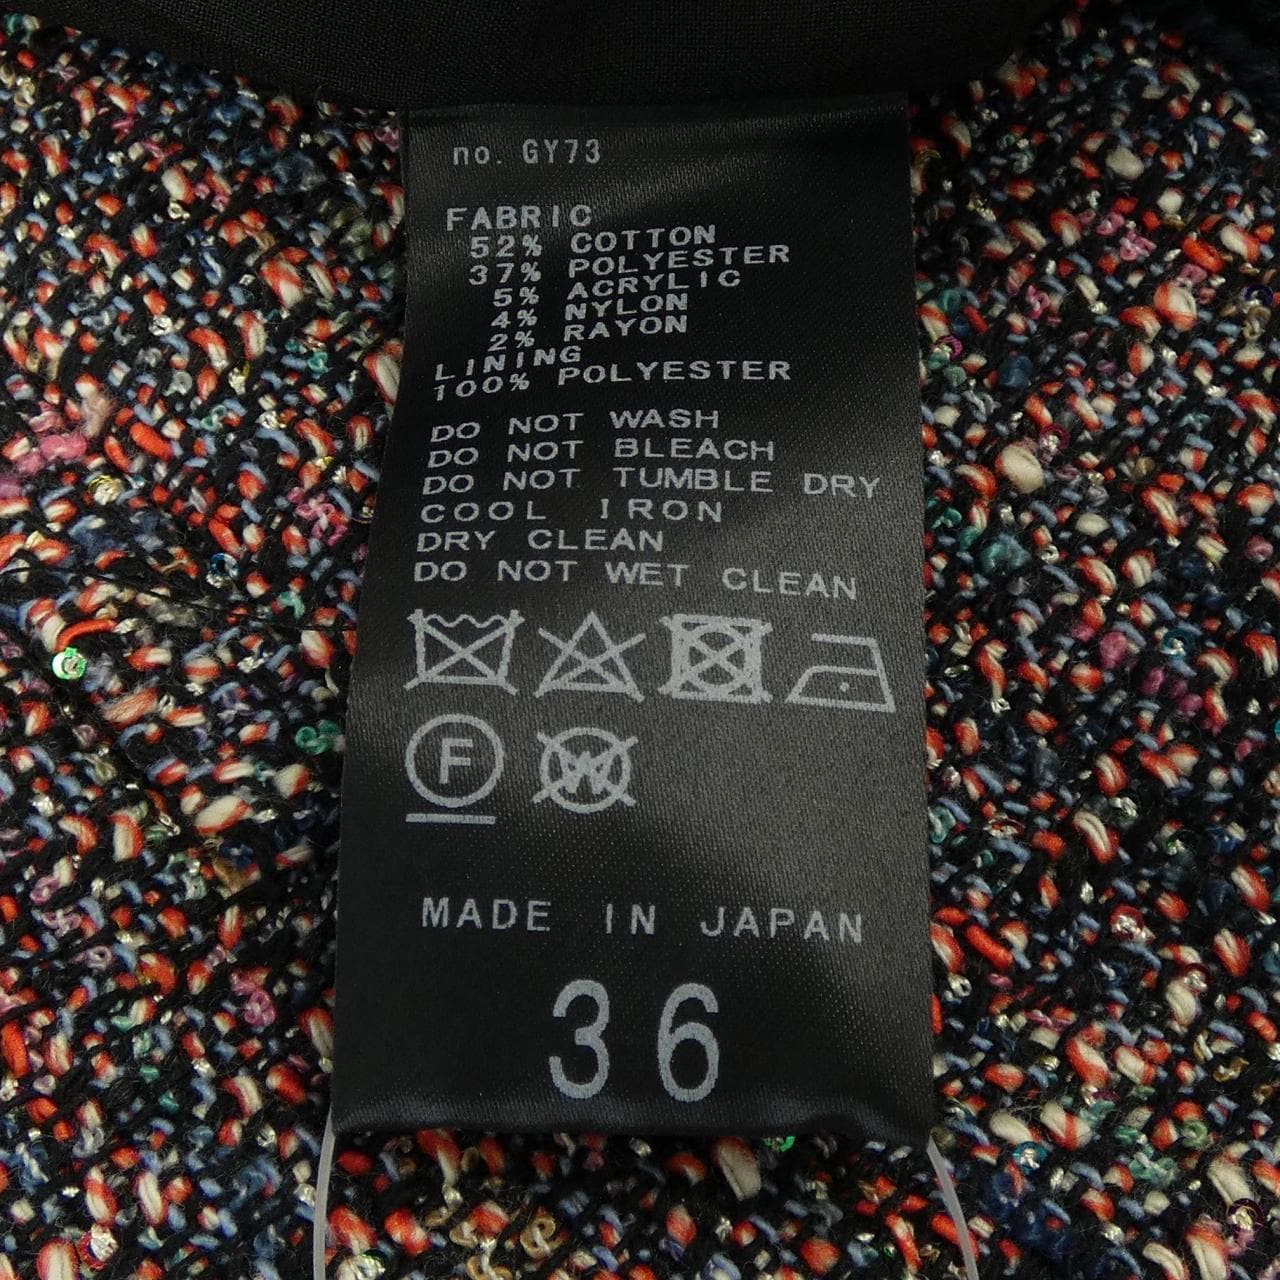 no. GY73
FABRIC
52% COTTON
37% POLYESTER
5% ACRYLIC
4% NYLON
2% RAYON
LINING
100% POLYESTER
DO NOT WASH
DO NOT BLEACH
DO NOT TUMBLE DRY
COOL IRON
DRY CLEAN
DO NOT WET CLEAN
F W
MADE IN JAPAN
36